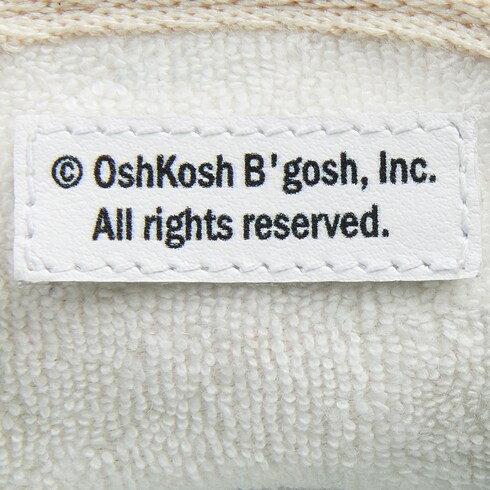 © OshKosh B'gosh, Inc.
All rights reserved.